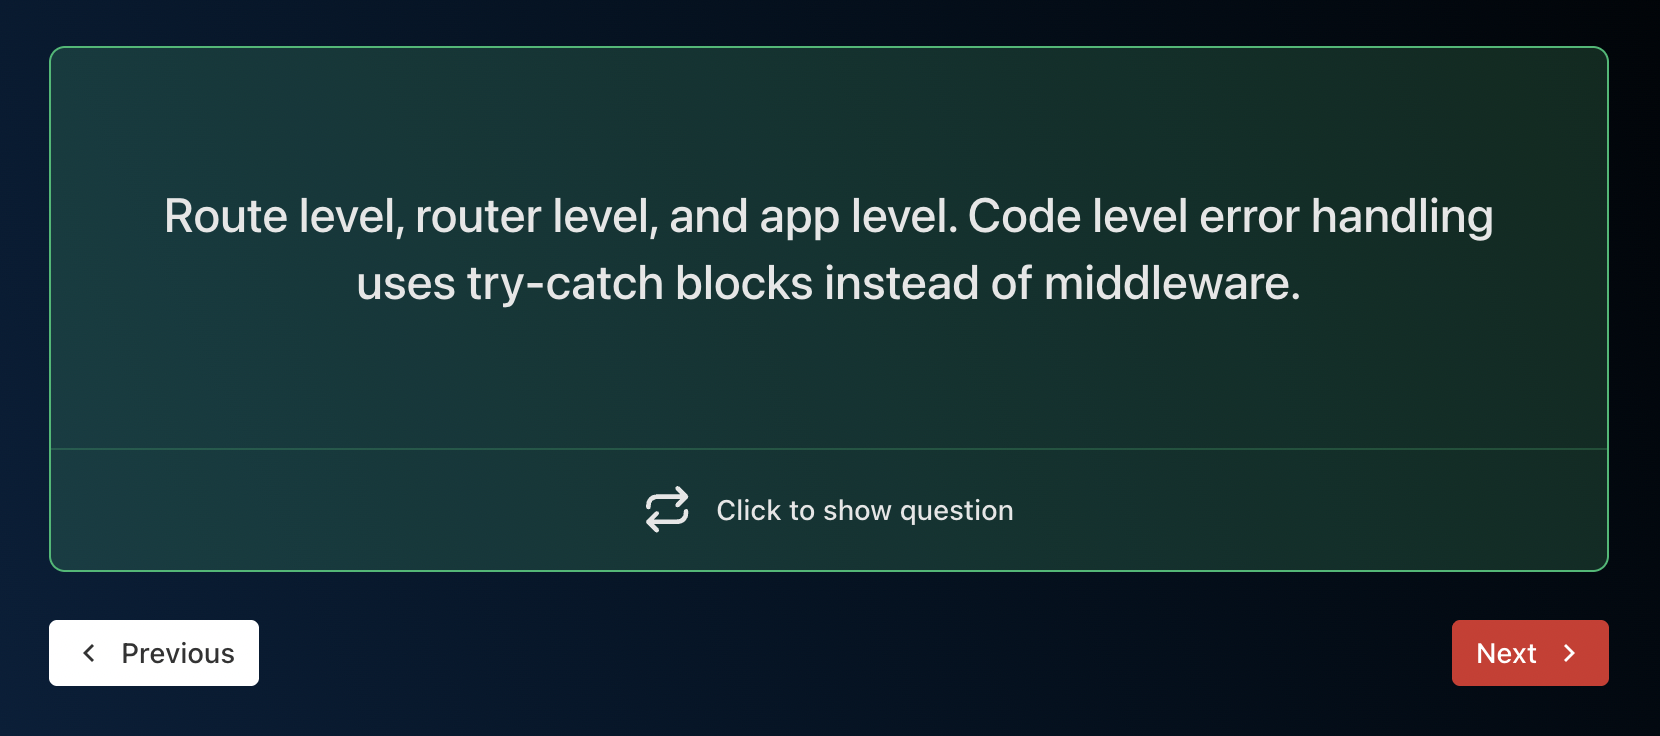 Route level, router level, and app level. Code level error handling
uses try-catch blocks instead of middleware.
Click to show question
Previous
Next